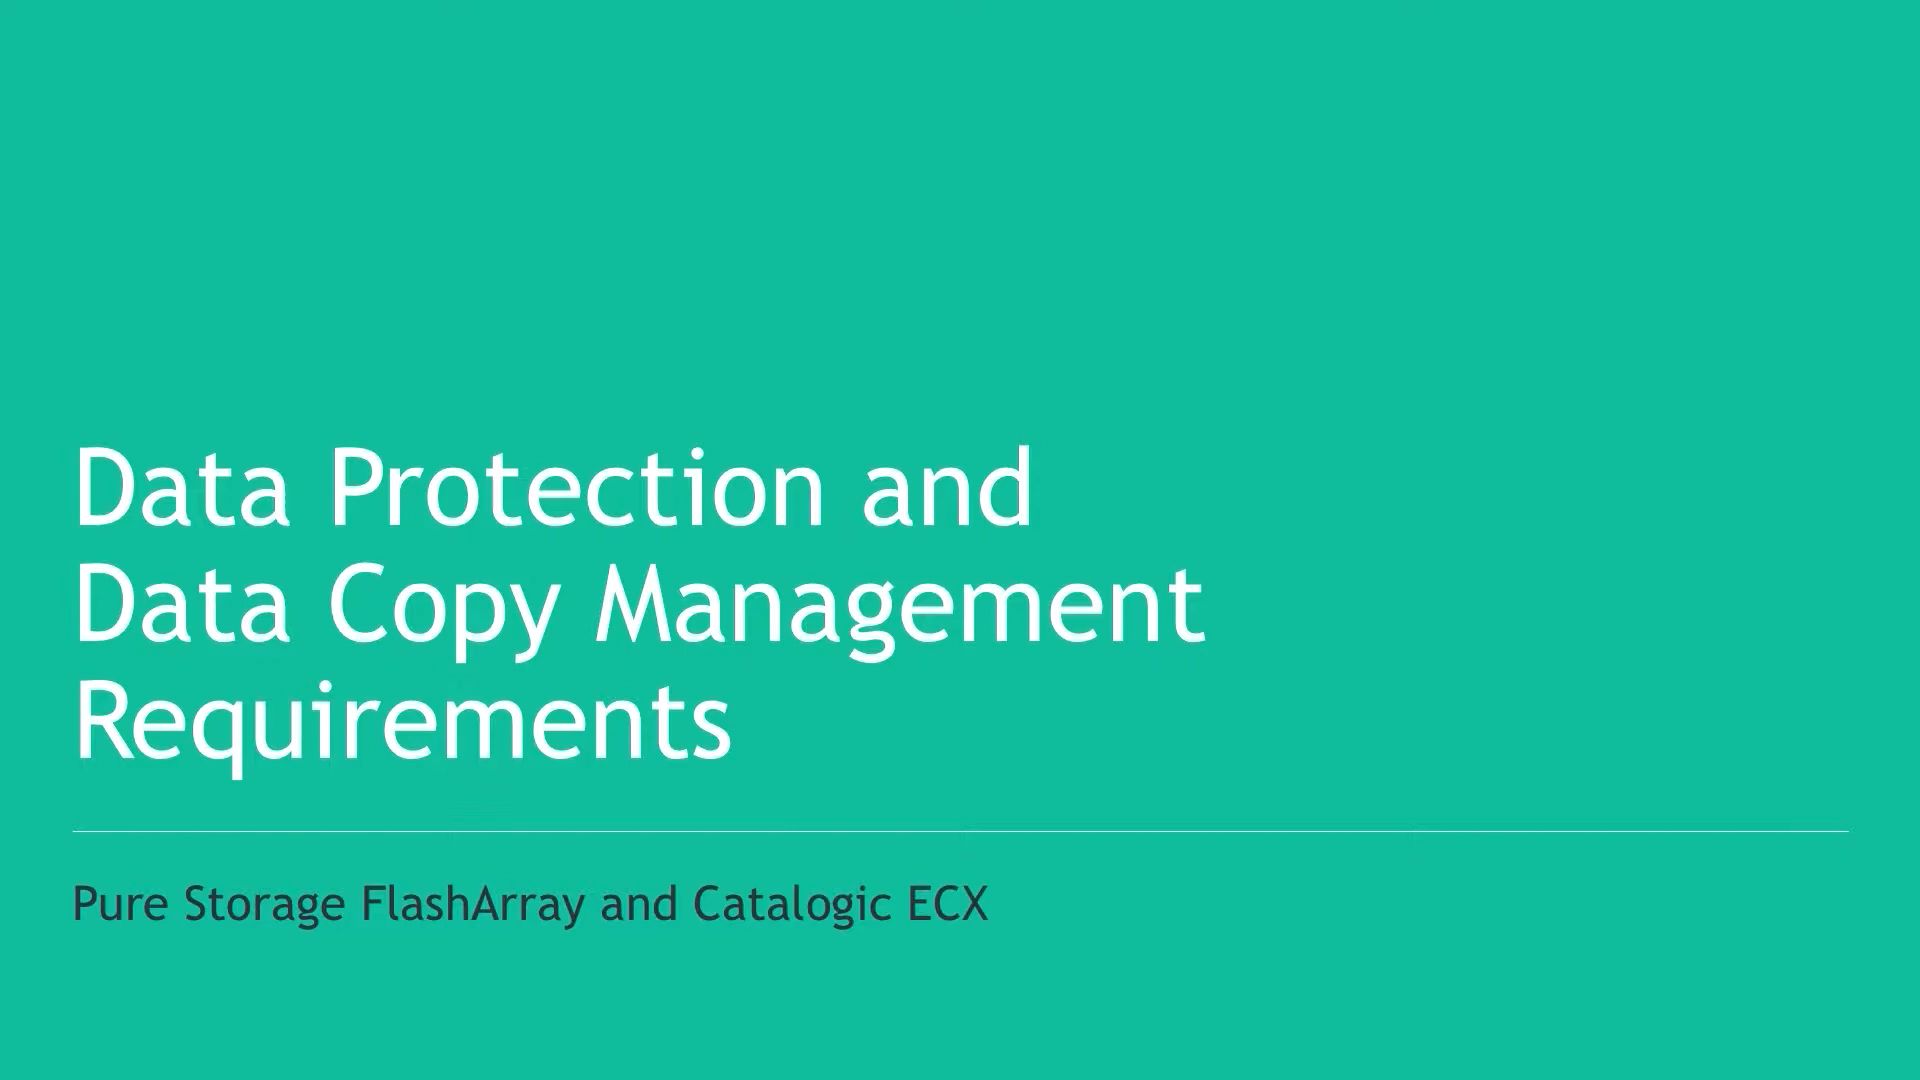 Data Protection and
Data Copy Management
Requirements
Pure Storage FlashArray and Catalogic ECX